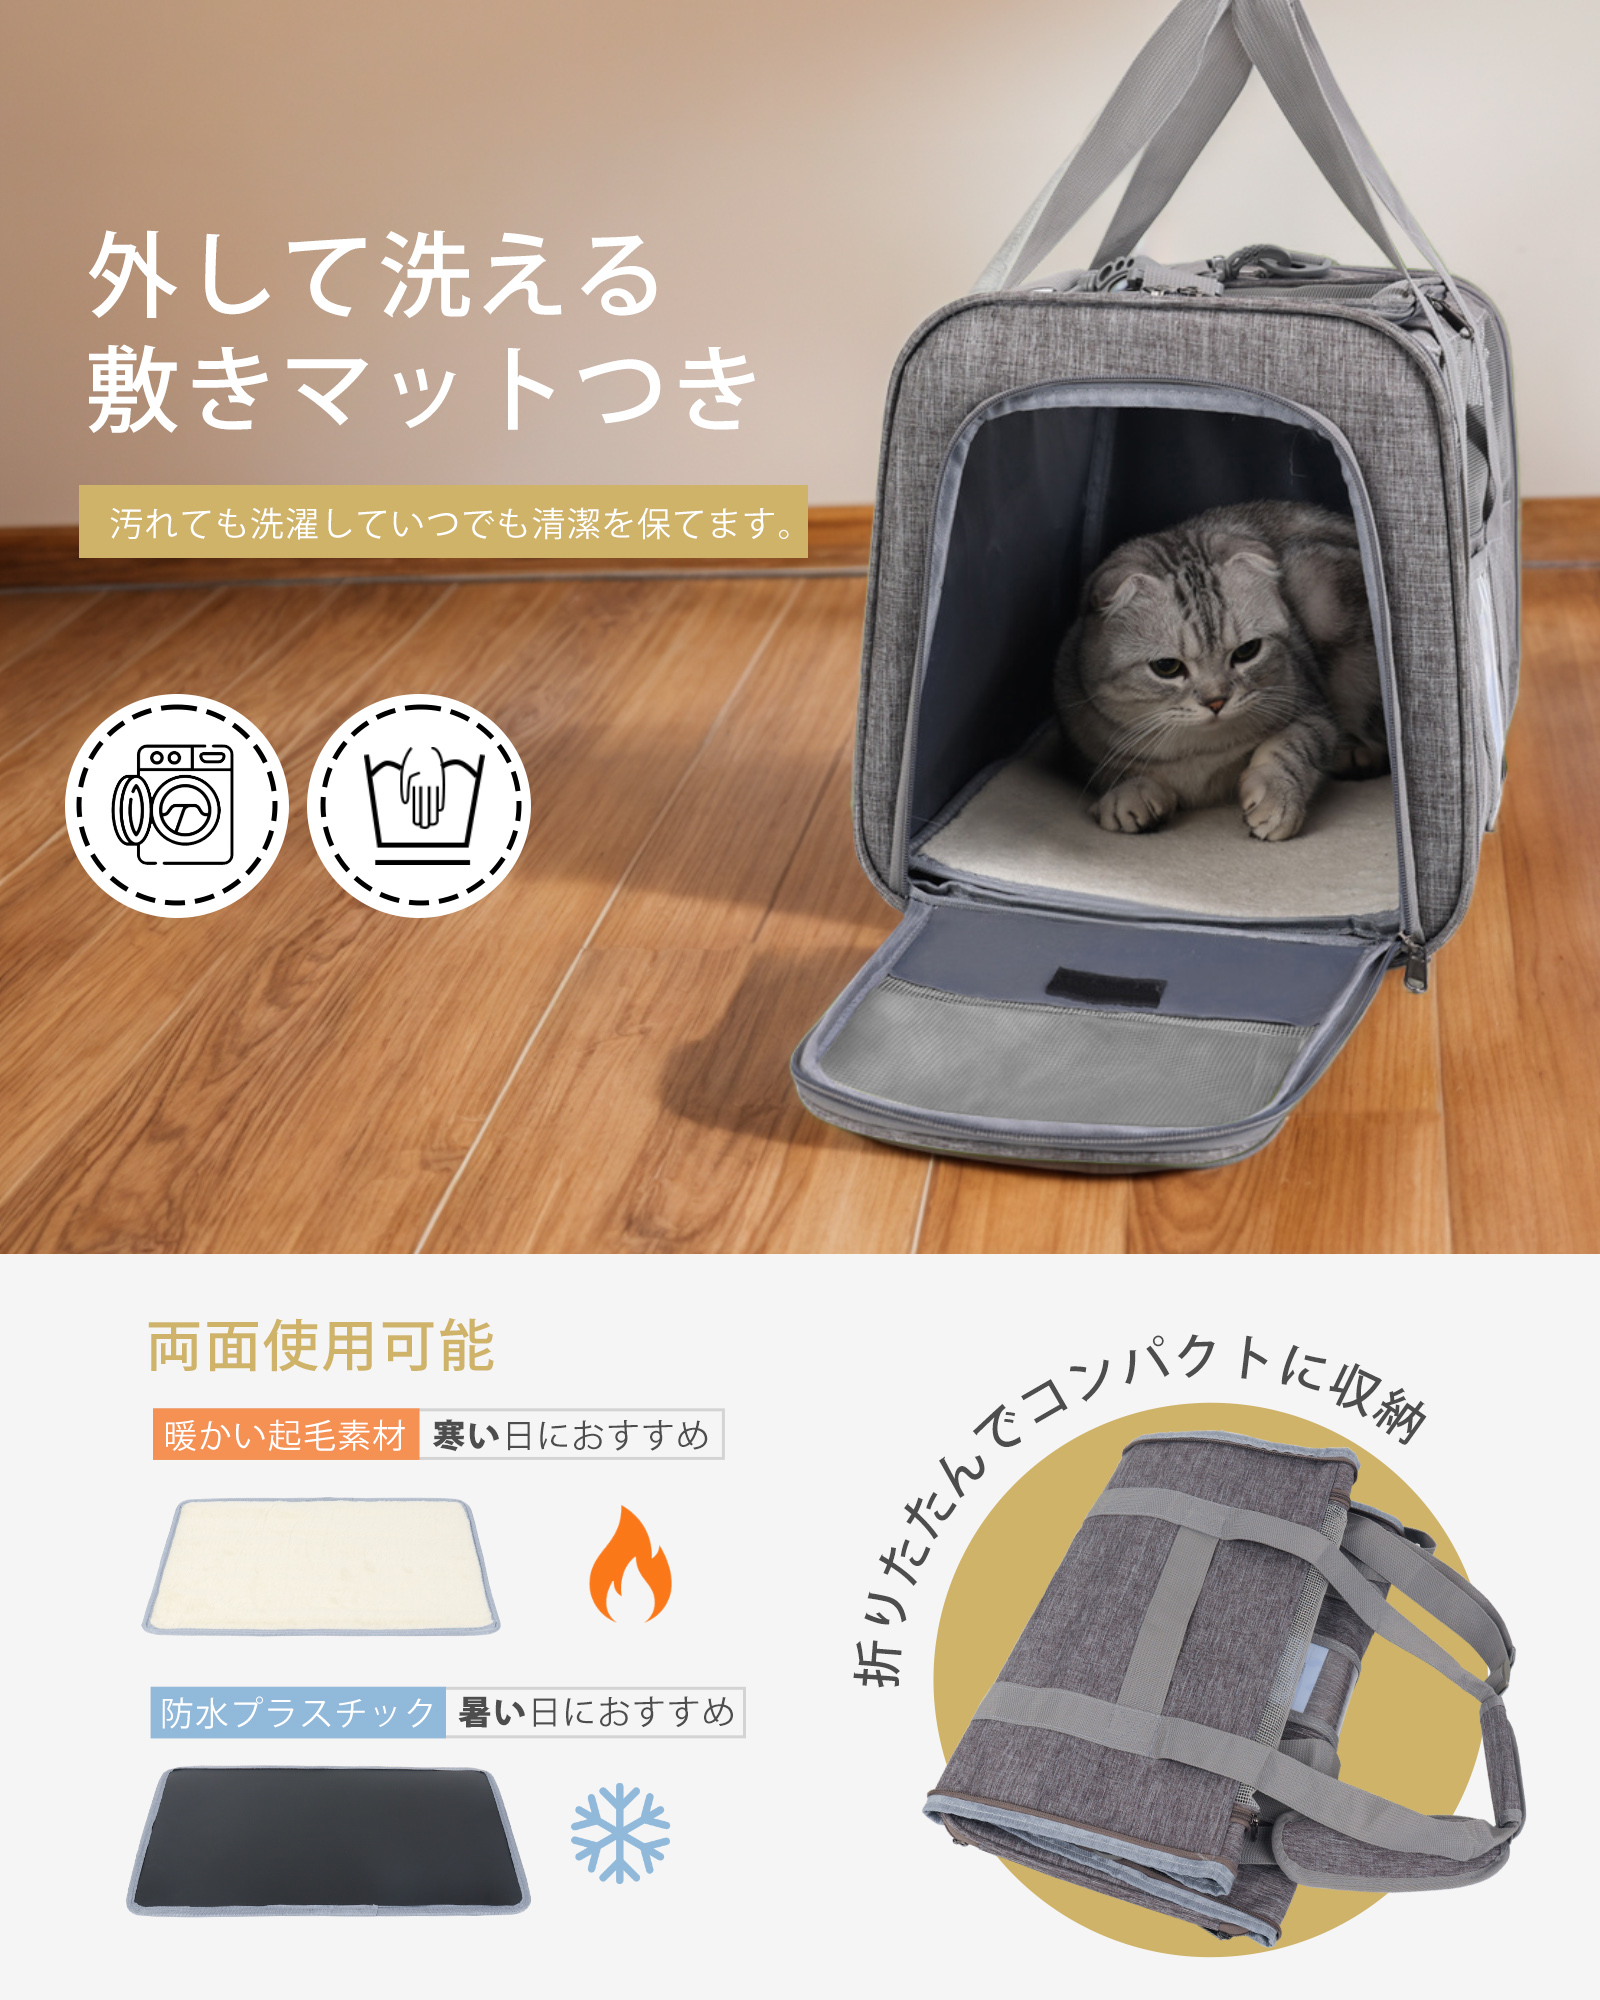 外して洗える
敷きマットつき
汚れても洗濯していつでも清潔を保てます。
両面使用可能
暖かい起毛素材 寒い日におすすめ
防水プラスチック 暑い日におすすめ
折りたたんでコンパクトに収納